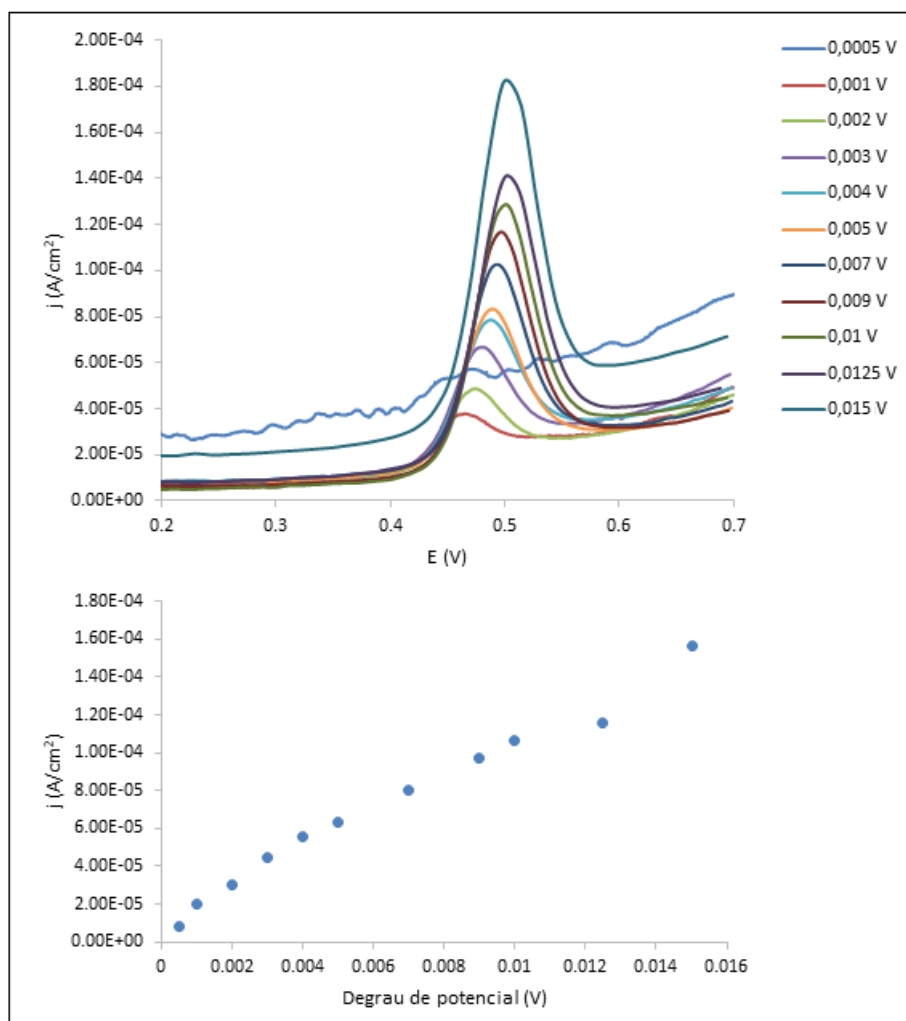 2.00E-04
1.80E-04
1.60E-04
1.40E-04
1.20E-04
1.00E-04
8.00E-05
6.00E-05
4.00E-05
2.00E-05
0.00E+00
j (A/cm²)
0.2 0.3 0.4 0.5 0.6 0.7
E (V)
0,0005 V
0,001 V
0,002 V
0,003 V
0,004 V
0,005 V
0,007 V
0,009 V
0,01 V
0,0125 V
0,015 V
1.80E-04
1.60E-04
1.40E-04
1.20E-04
1.00E-04
8.00E-05
6.00E-05
4.00E-05
2.00E-05
0.00E+00
j (A/cm²)
0 0.002 0.004 0.006 0.008 0.01 0.012 0.014 0.016
Degrau de potencial (V)